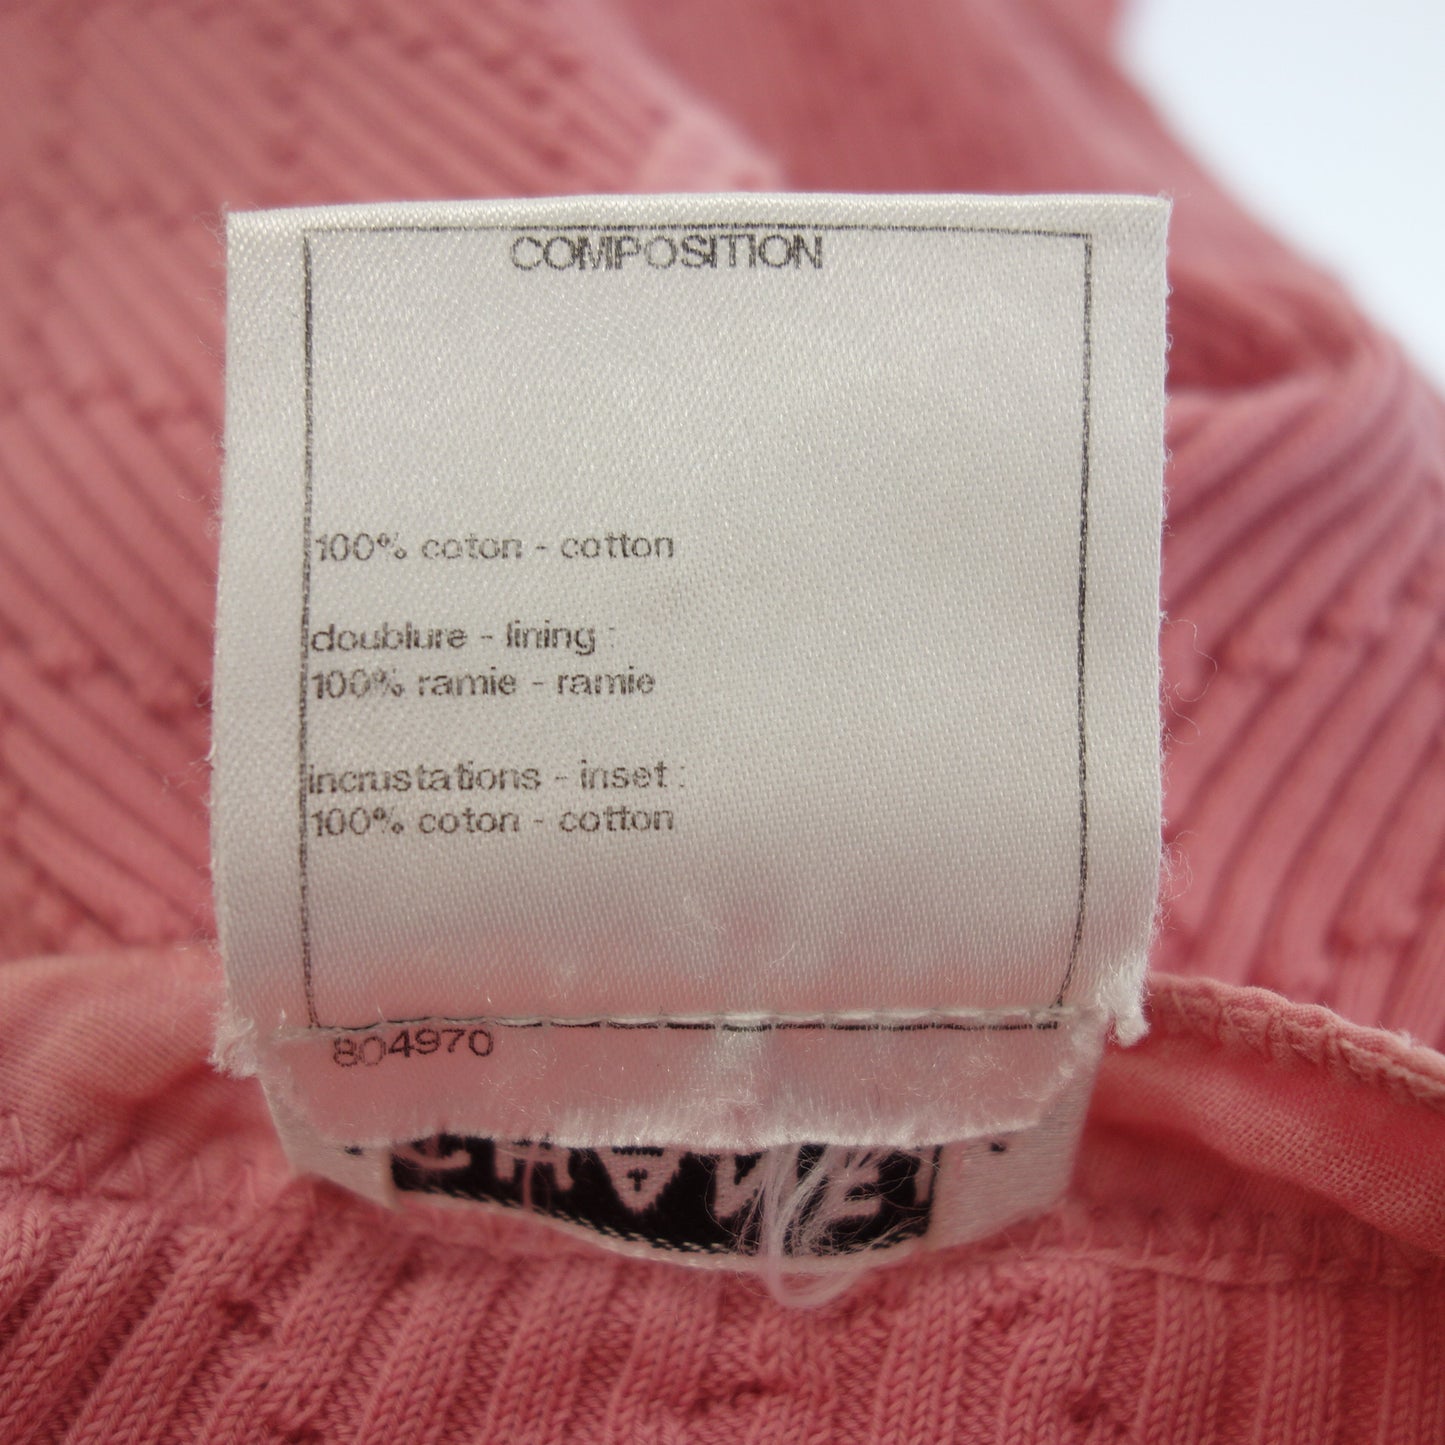 COMPOSITION
100% coton - cotton
doublure - lining :
100% ramie - ramie
incrustations - inset :
100% coton - cotton
804970